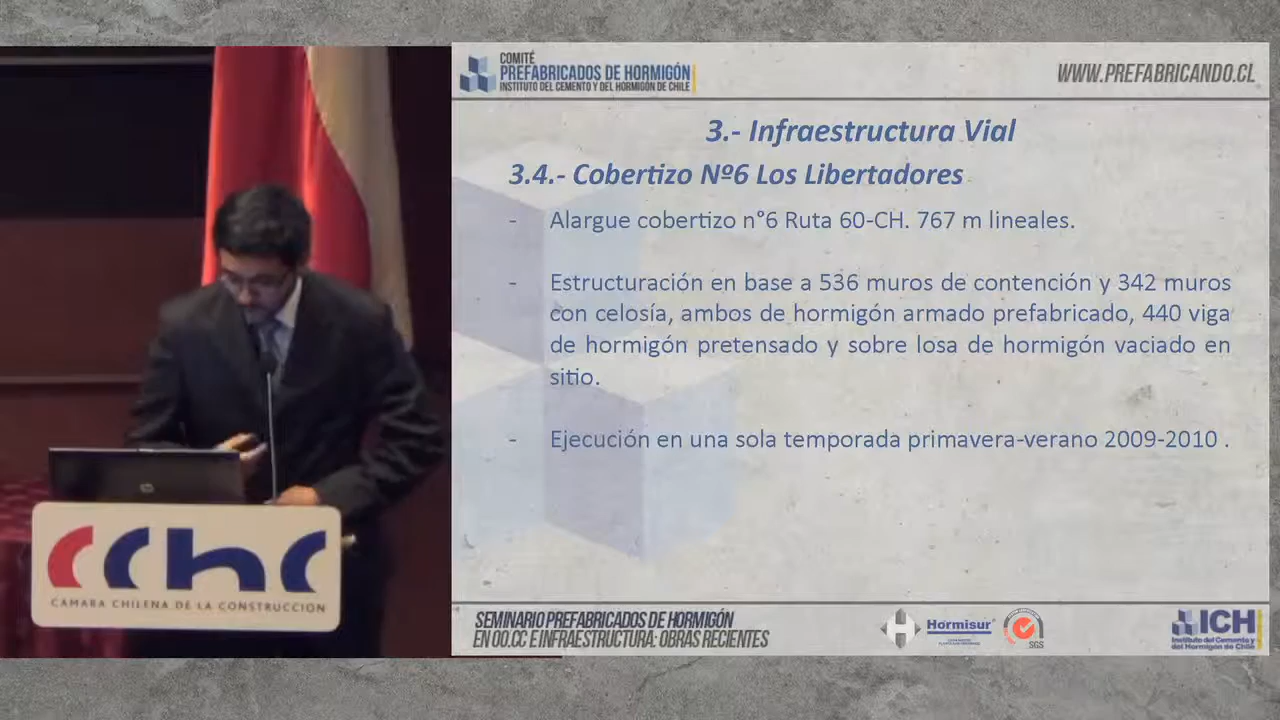 COMITÉ
PREFABRICADOS DE HORMIGÓN
INSTITUTO DEL CEMENTO Y DEL HORMIGÓN DE CHILE
WWW.PREFABRICANDO.CL
3.- Infraestructura Vial
3.4.- Cobertizo Nº6 Los Libertadores
- Alargue cobertizo n°6 Ruta 60-CH. 767 m lineales.
- Estructuración en base a 536 muros de contención y 342 muros
con celosía, ambos de hormigón armado prefabricado, 440 viga
de hormigón pretensado y sobre losa de hormigón vaciado en
sitio.
- Ejecución en una sola temporada primavera-verano 2009-2010 .
CChC
CAMARA CHILENA DE LA CONSTRUCCION
SEMINARIO PREFABRICADOS DE HORMIGÓN
EN OO.CC E INFRAESTRUCTURA: OBRAS RECIENTES
Hormisur
SGS
ICH
Instituto del Cemento y
del Hormigón de Chile